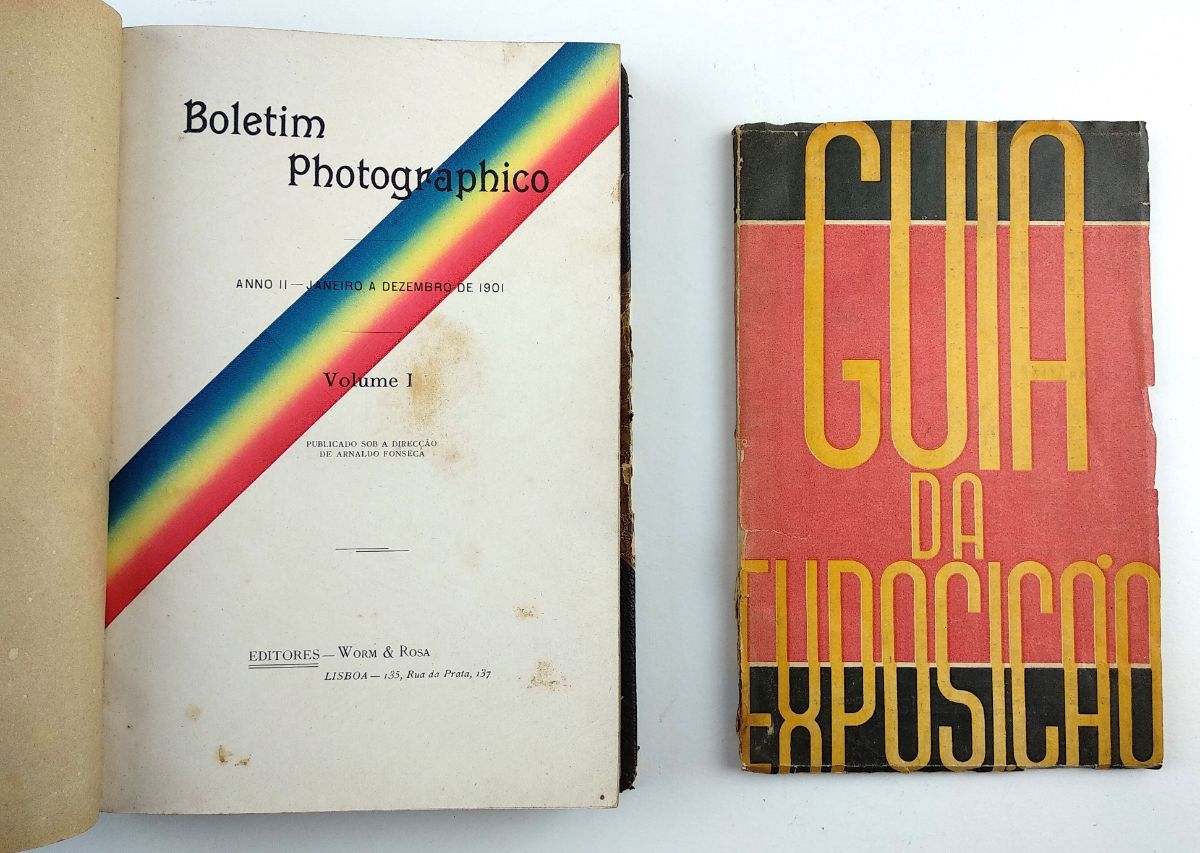 Boletim
Photographico
ANNO II — JANEIRO A DEZEMBRO DE 1901
Volume I
PUBLICADO SOB A DIRECÇÃO
DE ARNALDO FONSECA
EDITORES — WORM & ROSA
LISBOA — 135, Rua da Prata, 137
GUIA
DA
EXPOSIÇÃO